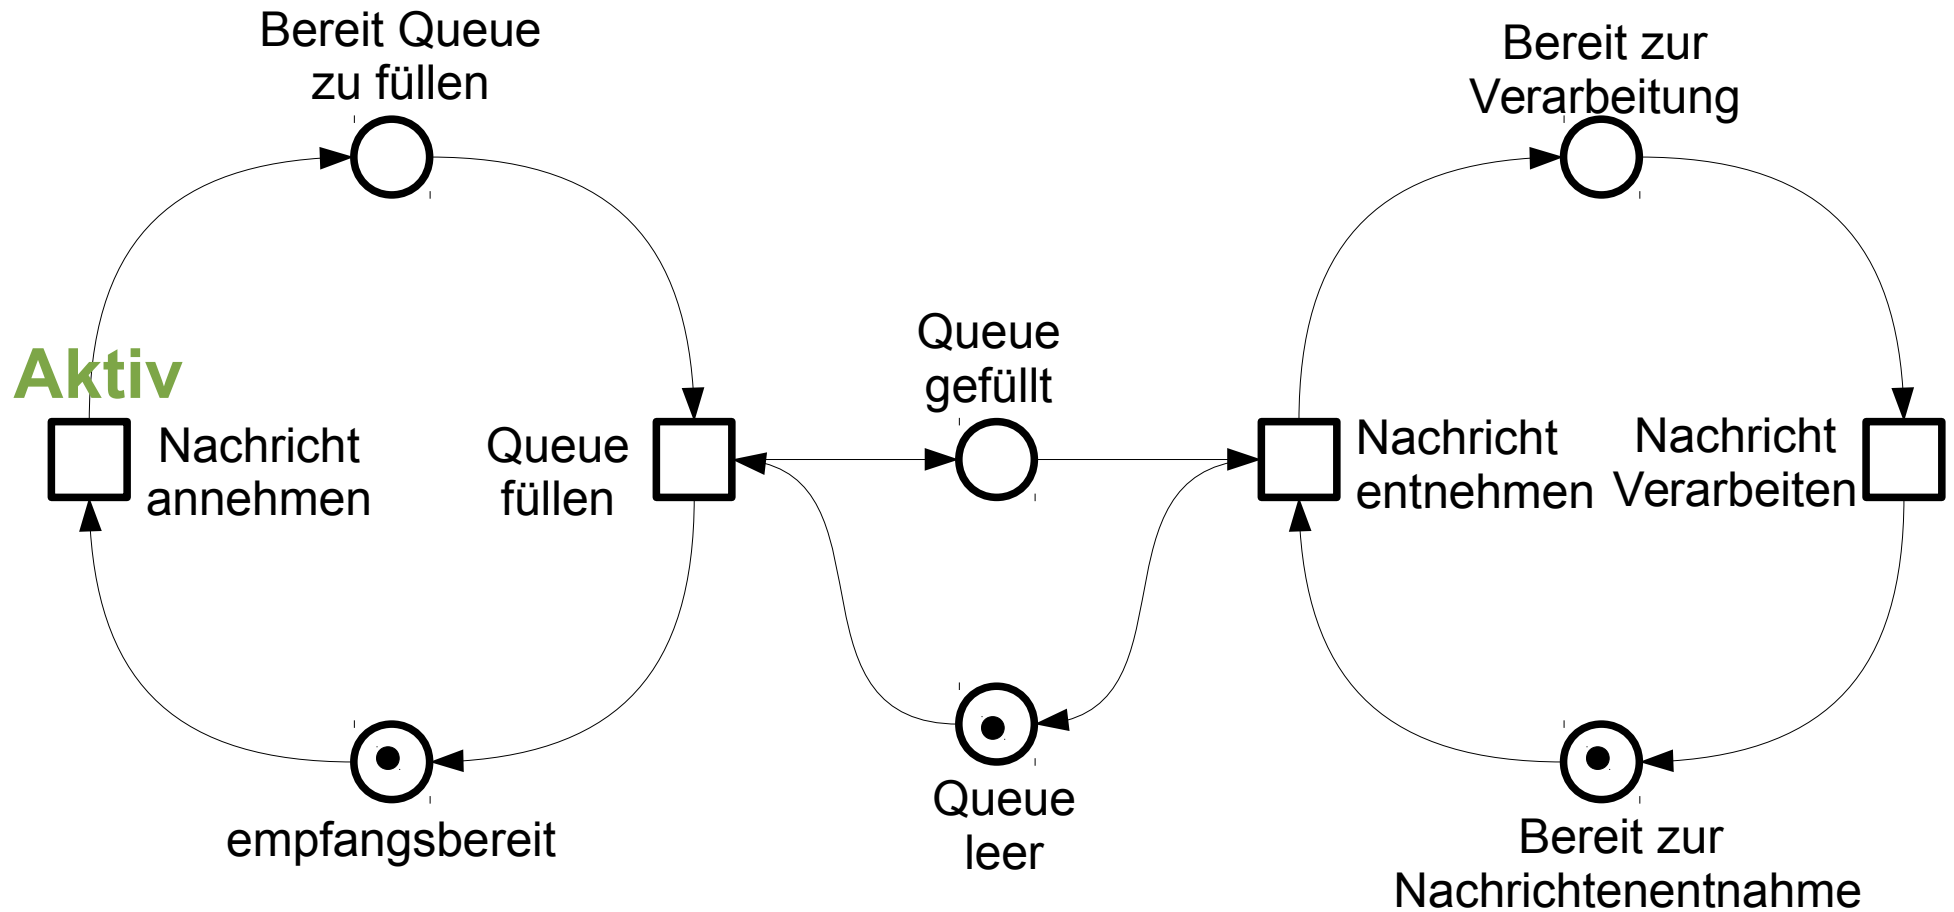 Bereit Queue
zu füllen
Bereit zur
Verarbeitung
Aktiv
Nachricht
annehmen
Queue
füllen
Queue
gefüllt
Nachricht
entnehmen
Nachricht
Verarbeiten
empfangsbereit
Queue
leer
Bereit zur
Nachrichtenentnahme